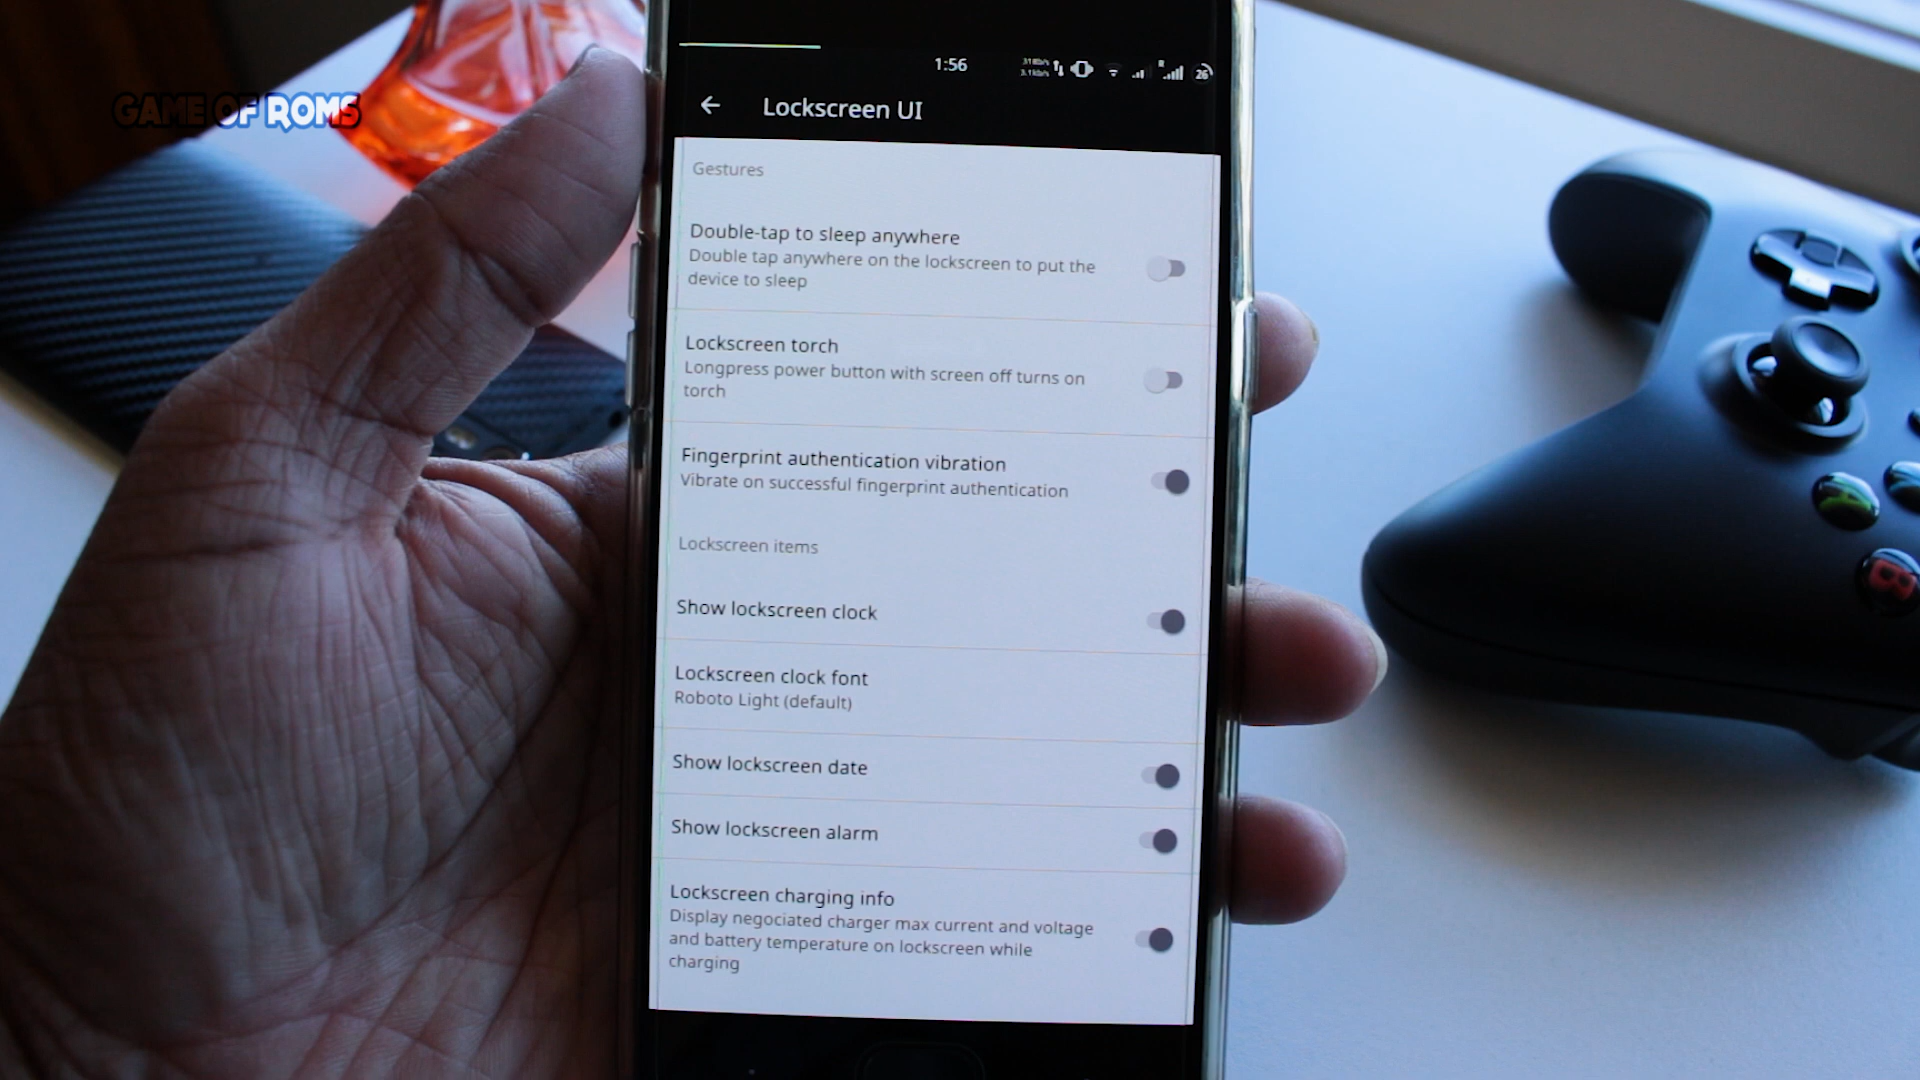 GAME OF ROMS
1:56
26
Lockscreen UI
Gestures
Double-tap to sleep anywhere
Double tap anywhere on the lockscreen to put the
device to sleep
Lockscreen torch
Longpress power button with screen off turns on
torch
Fingerprint authentication vibration
Vibrate on successful fingerprint authentication
Lockscreen items
Show lockscreen clock
Lockscreen clock font
Roboto Light (default)
Show lockscreen date
Show lockscreen alarm
Lockscreen charging info
Display negociated charger max current and voltage
and battery temperature on lockscreen while
charging
A
B